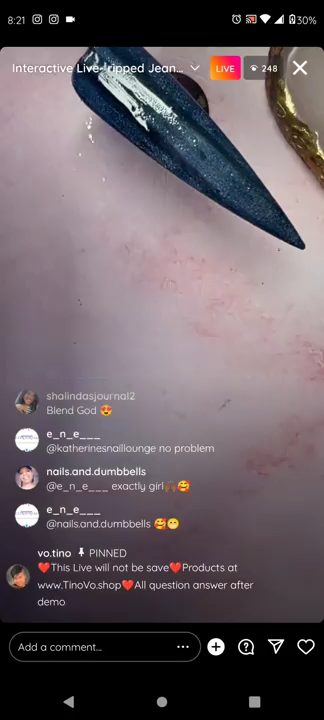 8:21
30%
Interactive Live- ripped Jean...
LIVE
248
shalindasjournal2
Blend God 😍
e_n_e___
@katherinesnaillounge no problem
nails.and.dumbbells
@e_n_e___ exactly girl🙌🏾🥰
e_n_e___
@nails.and.dumbbells 🥰😁
vo.tino 📌 PINNED
❤️This Live will not be save❤️Products at
www.TinoVo.shop❤️All question answer after
demo
Add a comment...